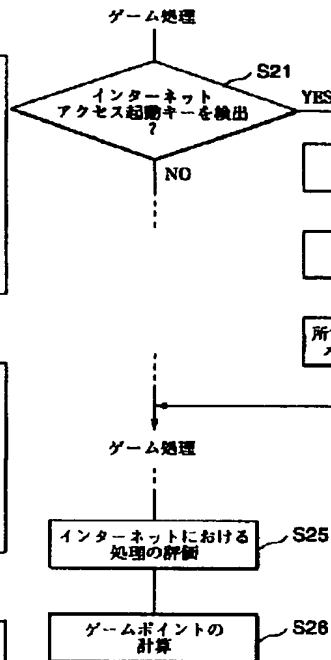 ゲーム処理
S21
インターネット
アクセス起動キーを検出
?
YES
NO
所
ゲーム処理
インターネットにおける
処理の評価
S25
ゲームポイントの
計算
S26